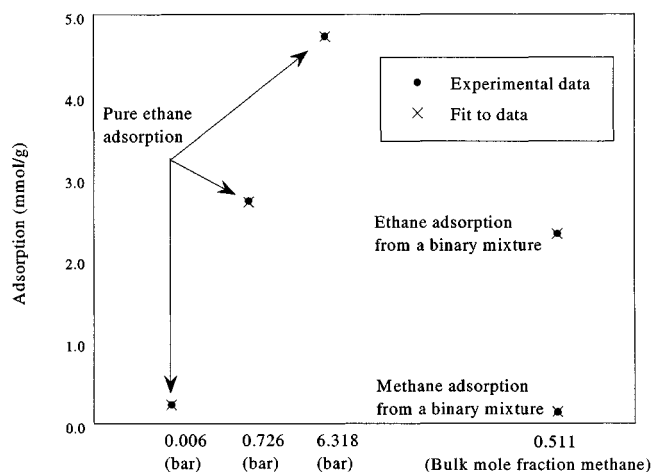 5.0
4.0
3.0
2.0
1.0
0.0
Adsorption (mmol/g)
Pure ethane
adsorption
Experimental data
Fit to data
Ethane adsorption
from a binary mixture
Methane adsorption
from a binary mixture
0.006 0.726 6.318 0.511
(bar) (bar) (bar) (Bulk mole fraction methane)